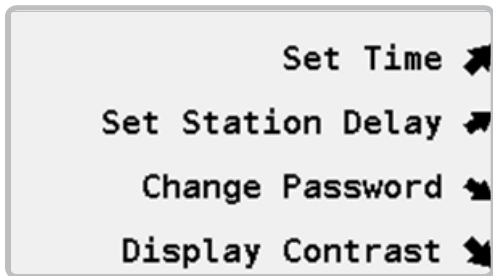 Set Time
Set Station Delay
Change Password
Display Contrast